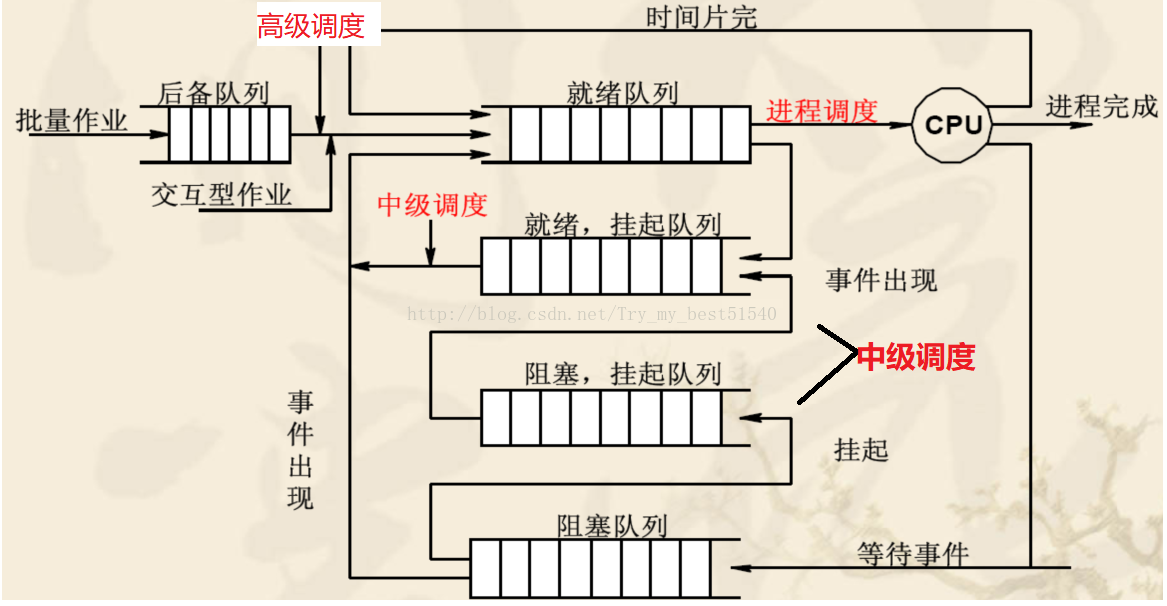 高级调度
时间片完
后备队列
就绪队列
批量作业
进程调度
CPU
进程完成
交互型作业
中级调度
就绪，挂起队列
事件出现
http://blog.csdn.net/Try_my_best51540
中级调度
阻塞，挂起队列
事件出现
挂起
阻塞队列
等待事件